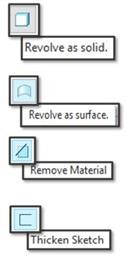 Revolve as solid.
Revolve as surface.
Remove Material
Thicken Sketch